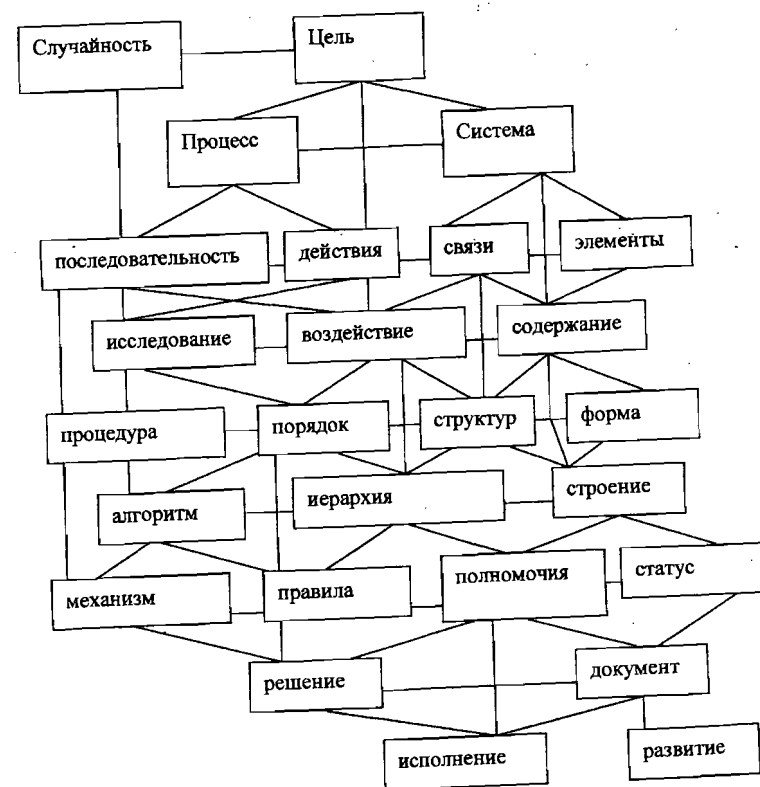 Случайность
Цель
Процесс
Система
последовательность
действия
связи
элементы
исследование
воздействие
содержание
процедура
порядок
структур
форма
алгоритм
иерархия
строение
механизм
правила
полномочия
статус
решение
документ
исполнение
развитие